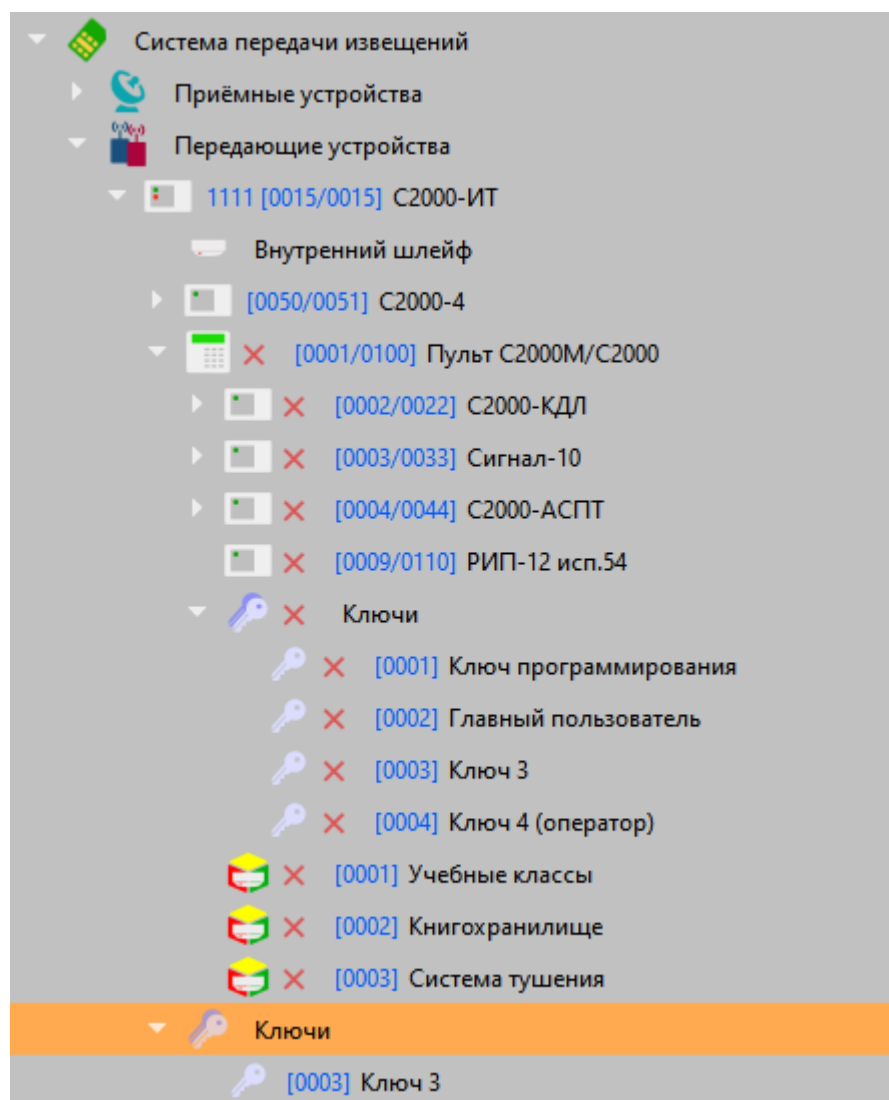 Система передачи извещений
Приёмные устройства
Передающие устройства
1111 [0015/0015] С2000-ИТ
Внутренний шлейф
[0050/0051] С2000-4
[0001/0100] Пульт С2000М/С2000
[0002/0022] С2000-КДЛ
[0003/0033] Сигнал-10
[0004/0044] С2000-АСПТ
[0009/0110] РИП-12 исп.54
Ключи
[0001] Ключ программирования
[0002] Главный пользователь
[0003] Ключ 3
[0004] Ключ 4 (оператор)
[0001] Учебные классы
[0002] Книгохранилище
[0003] Система тушения
Ключи
[0003] Ключ 3